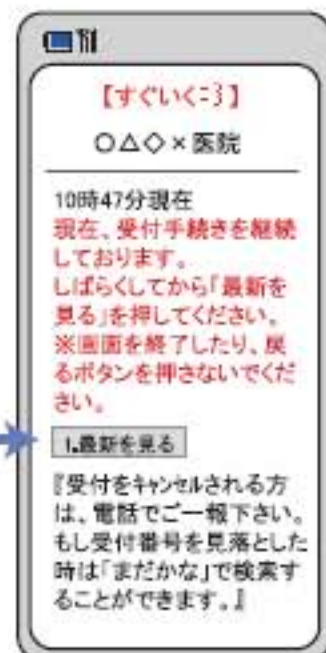 【すぐいくﾆﾖ】
○△◇×医院
10時47分現在
現在、受付手続きを継続
しております。
しばらくしてから「最新を
見る」を押してください。
※画面を終了したり、戻
るボタンを押さないでくだ
さい。
1.最新を見る
『受付をｷｬﾝｾﾙされる方
は、電話でご一報下さい。
もし受付番号を見落とした
時は「まだかな」で検索す
ることができます。』